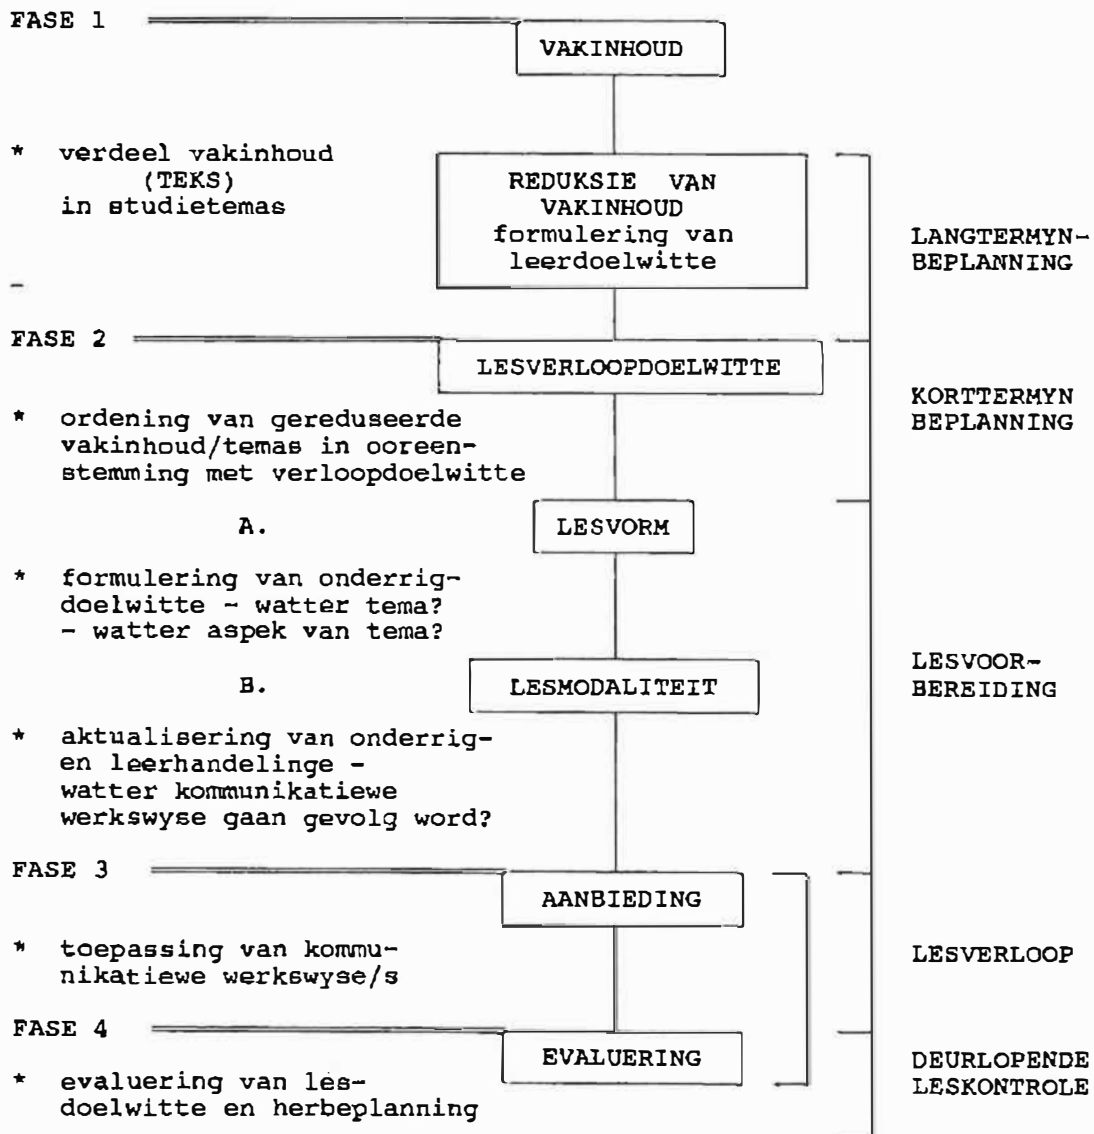 FASE 1
VAKINHOUD
* verdeel vakinhoud
(TEKS)
in studietemas
REDUKSIE VAN
VAKINHOUD
formulering van
leerdoelwitte
LANGTERMYN-
BEPLANNING
FASE 2
LESVERLOOPDOELWITTE
KORTTERMYN
BEPLANNING
* ordening van gereduseerde
vakinhoud/temas in ooreen-
stemming met verloopdoelwitte
A.
LESVORM
* formulering van onderrig-
doelwitte - watter tema?
- watter aspek van tema?
B.
LESMODALITEIT
LESVOOR-
BEREIDING
* aktualisering van onderrig-
en leerhandelinge -
watter kommunikatiewe
werkswyse gaan gevolg word?
FASE 3
AANBIEDING
* toepassing van kommu-
nikatiewe werkswyse/s
LESVERLOOP
FASE 4
EVALUERING
* evaluering van les-
doelwitte en herbeplanning
DEURLOPENDE
LESKONTROLE